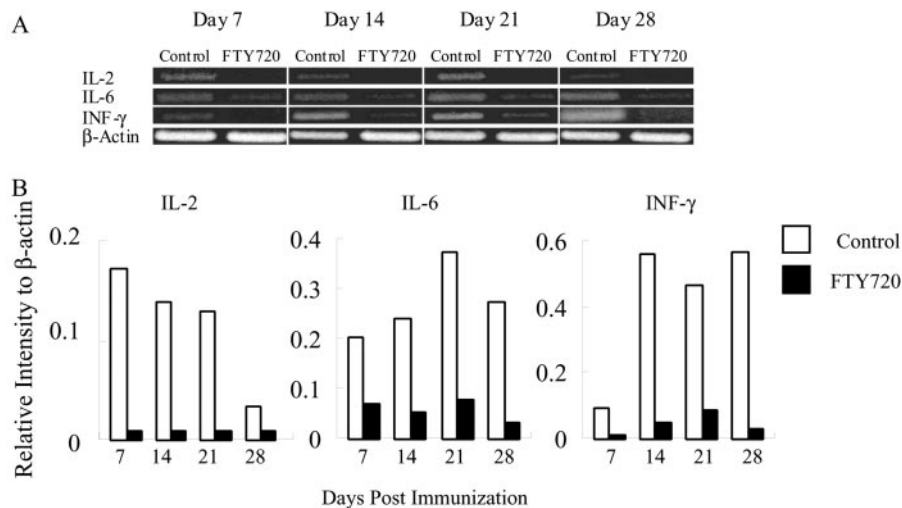 A
Day 7 Day 14 Day 21 Day 28
Control FTY720 Control FTY720 Control FTY720 Control FTY720
IL-2
IL-6
INF-γ
β-Actin
B
IL-2 IL-6 INF-γ
Relative Intensity to β-actin
0.2
0.1
0
7 14 21 28
0.6
0.4
0.3
0.2
0.1
0
7 14 21 28
0.6
0.4
0.2
0
7 14 21 28
Control
FTY720
Days Post Immunization